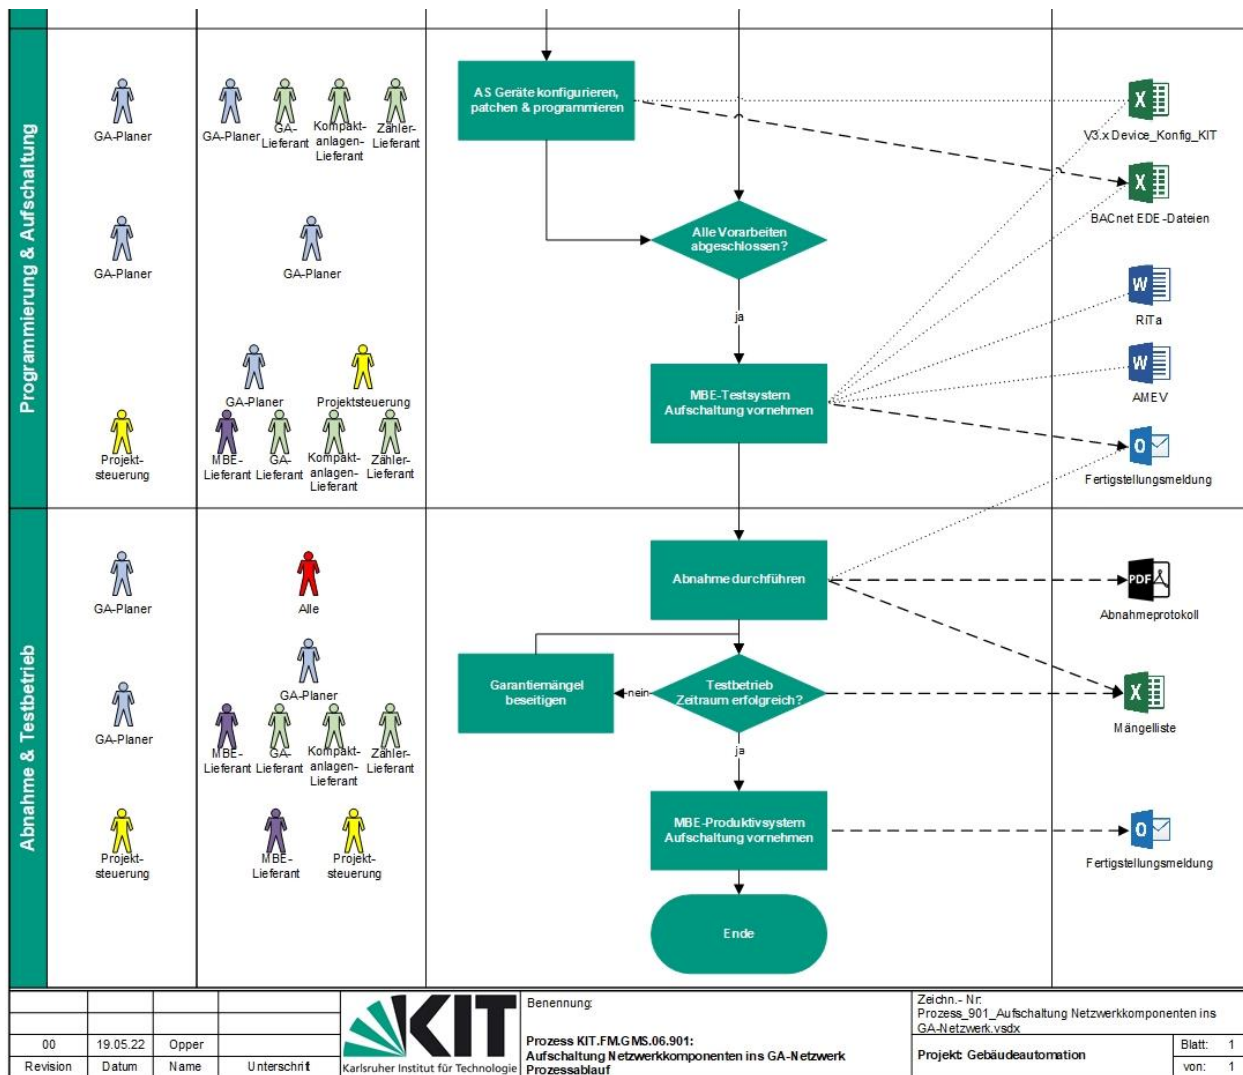 Programmierung & Aufschaltung
GA-Planer
GA-Planer
GA-
Lieferant
Kompakt-
anlagen-
Lieferant
Zähler-
Lieferant
AS Geräte konfigurieren,
patchen & programmieren
V3.x Device_Konfig_KIT
GA-Planer
GA-Planer
Alle Vorarbeiten
abgeschlossen?
BACnet EDE-Dateien
ja
RiTa
GA-Planer
Projektsteuerung
MBE-Testsystem
Aufschaltung vornehmen
AMEV
Projekt-
steuerung
MBE-
Lieferant
GA-
Lieferant
Kompakt-
anlagen-
Lieferant
Zähler-
Lieferant
Fertigstellungsmeldung
Abnahme & Testbetrieb
GA-Planer
Alle
Abnahme durchführen
PDF
Abnahmeprotokoll
GA-Planer
GA-Planer
MBE-
Lieferant
GA-
Lieferant
Kompakt-
anlagen-
Lieferant
Zähler-
Lieferant
Garantiemängel
beseitigen
nein
Testbetrieb
Zeitraum erfolgreich?
Mängelliste
ja
Projekt-
steuerung
MBE-
Lieferant
Projekt-
steuerung
MBE-Produktivsystem
Aufschaltung vornehmen
Fertigstellungsmeldung
Ende
00 19.05.22 Opper
Revision Datum Name Unterschrift
KIT
Karlsruher Institut für Technologie
Benennung:
Prozess KIT.FM.GMS.06.901:
Aufschaltung Netzwerkkomponenten ins GA-Netzwerk
Prozessablauf
Zeichn.- Nr:
Prozess_901_Aufschaltung Netzwerkkomponenten ins
GA-Netzwerk.vsdx
Projekt: Gebäudeautomation
Blatt: 1
von: 1